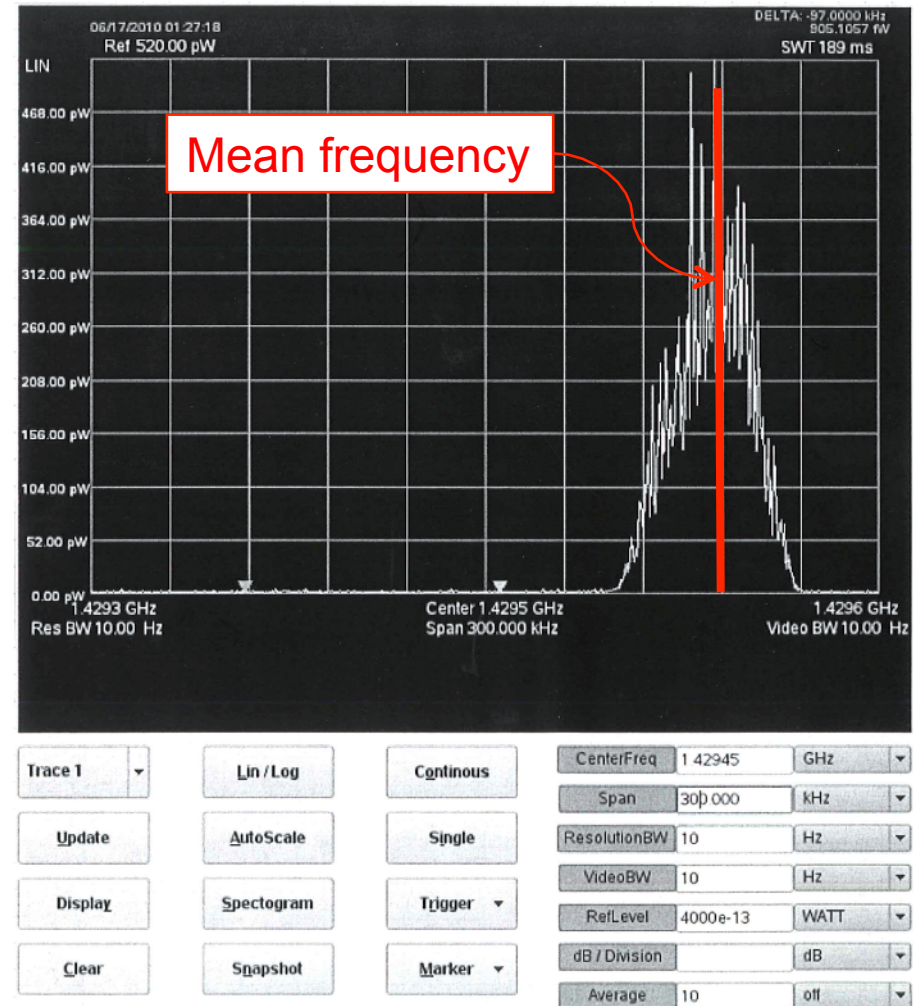 06/17/2010 01:27:18
Ref 520.00 pW
DELTA: -97.0000 kHz
905.1057 fW
SWT 189 ms
LIN
468.00 pW
Mean frequency
416.00 pW
364.00 pW
312.00 pW
260.00 pW
208.00 pW
156.00 pW
104.00 pW
52.00 pW
0.00 pW
1.4293 GHz
Center 1.4295 GHz
1.4296 GHz
Res BW 10.00 Hz
Span 300.000 kHz
Video BW 10.00 Hz
Trace 1
Lin / Log
Continous
CenterFreq 1 42945 GHz
Span 300 000 kHz
Update
AutoScale
Single
ResolutionBW 10 Hz
VideoBW 10 Hz
Display
Spectogram
Trigger
RefLevel 4000e-13 WATT
Clear
Snapshot
Marker
dB / Division dB
Average 10 off